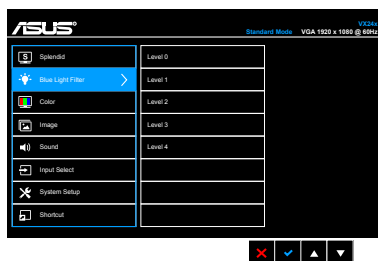 ASUS
VX24x
Standard Mode VGA 1920 x 1080 @ 60Hz
S Splendid
Level 0
Blue Light Filter
Level 1
Color
Level 2
Image
Level 3
Sound
Level 4
Input Select
System Setup
Shortcut